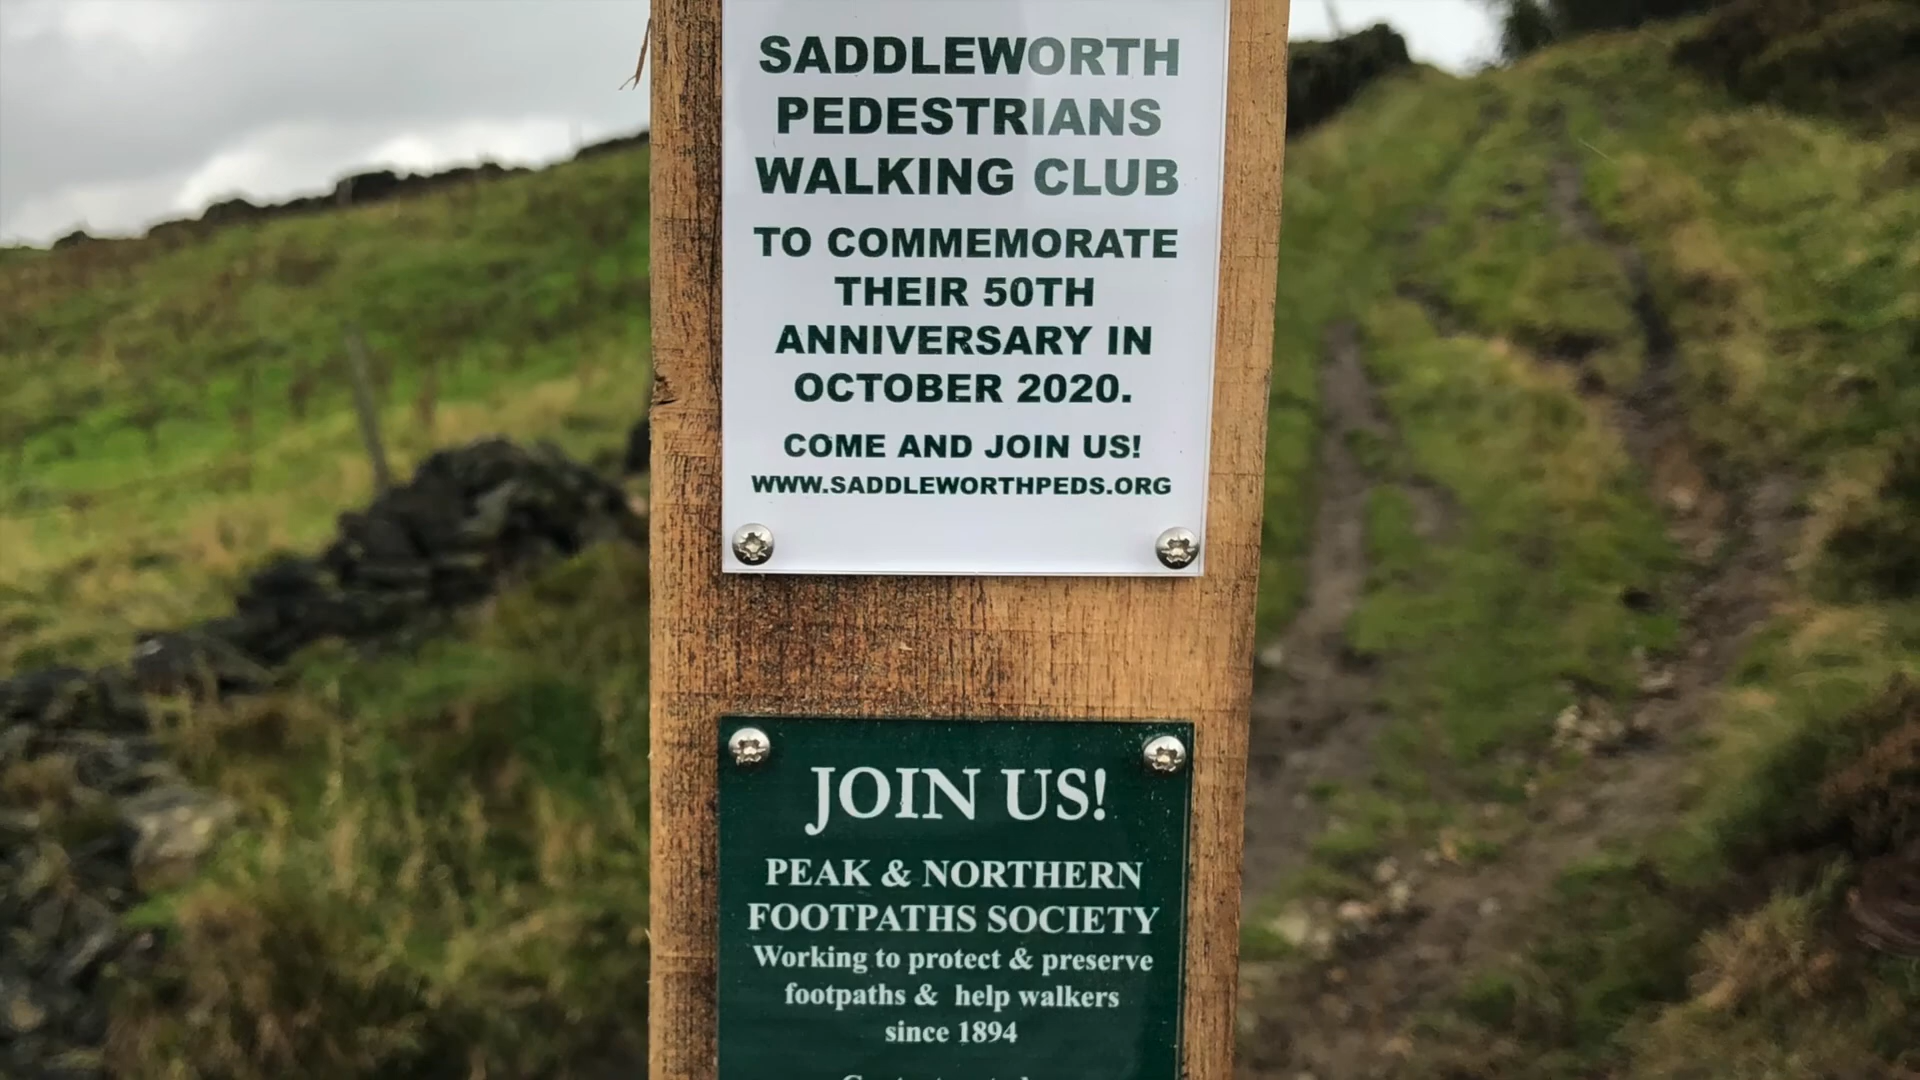 SADDLEWORTH
PEDESTRIANS
WALKING CLUB
TO COMMEMORATE
THEIR 50TH
ANNIVERSARY IN
OCTOBER 2020.
COME AND JOIN US!
WWW.SADDLEWORTHPEDS.ORG
JOIN US!
PEAK & NORTHERN
FOOTPATHS SOCIETY
Working to protect & preserve
footpaths & help walkers
since 1894